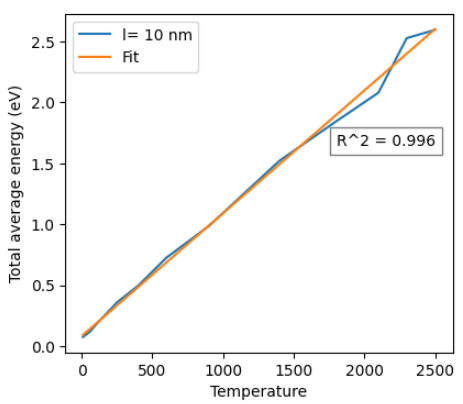 l= 10 nm
Fit
R^2 = 0.996
Total average energy (eV)
2.5
2.0
1.5
1.0
0.5
0.0
0 500 1000 1500 2000 2500
Temperature